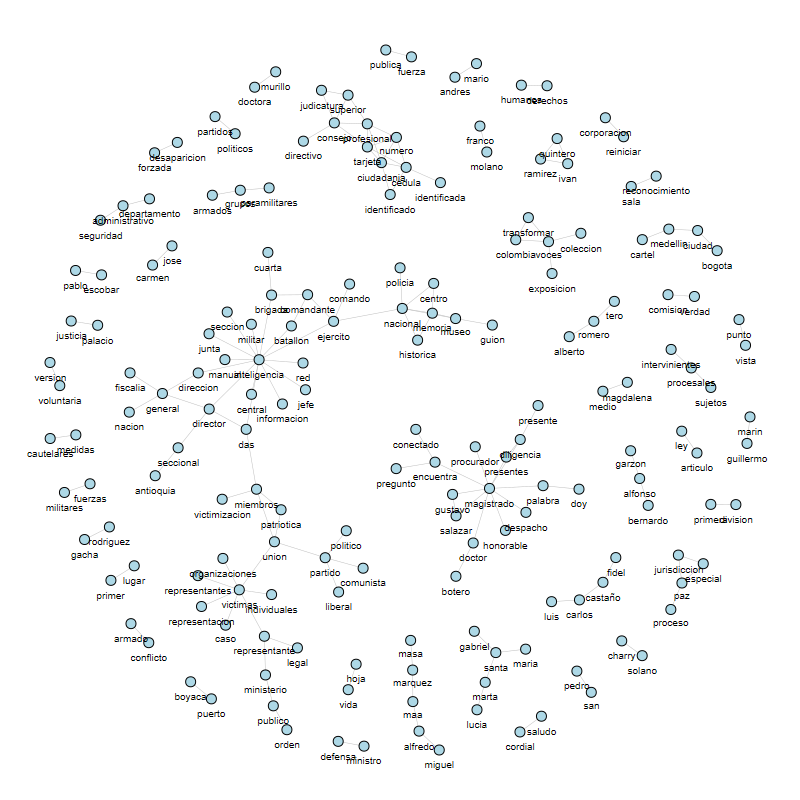 publica
fuerza
mario
andres
murillo
doctora
humanos
derechos
judicatura
superior
partidos
politicos
consejo
profesional
numero
directivo
tarjeta
ciudadania
cedula
identificada
identificado
franco
molano
corporacion
reiniciar
quintero
ramirez
ivan
reconocimiento
sala
desaparicion
forzada
armados
grupos
paramilitares
departamento
administrativo
seguridad
transformar
colombia
voces
coleccion
exposicion
medellin
cartel
ciudad
bogota
jose
carmen
pablo
escobar
cuarta
policia
centro
comando
brigada
comandante
nacional
memoria
museo
guion
historica
ejercito
seccion
militar
batallon
junta
manual
inteligencia
red
jefe
central
informacion
direccion
fiscalia
general
nacion
director
seccional
das
antioquia
comision
verdad
tero
romero
alberto
punto
vista
intervinientes
procesales
sujetos
justicia
palacio
version
voluntaria
magdalena
medio
marin
guillermo
cautelares
medidas
ley
articulo
presente
conectado
diligencia
procurador
presentes
encuentra
pregunto
magistrado
palabra
doy
gustavo
salazar
despacho
honorable
doctor
botero
garzon
alfonso
bernardo
primera
division
fuerzas
militares
miembros
victimizacion
patriotica
union
politico
partido
comunista
liberal
rodriguez
gacha
lugar
primer
organizaciones
representantes
victimas
individuales
representacion
caso
representante
legal
ministerio
publico
orden
fidel
castaño
carlos
luis
jurisdiccion
especial
paz
proceso
armado
conflicto
masa
marquez
maa
alfredo
miguel
gabriel
santa
maria
marta
lucia
charry
solano
hoja
vida
boyaca
puerto
pedro
san
saludo
cordial
defensa
ministro